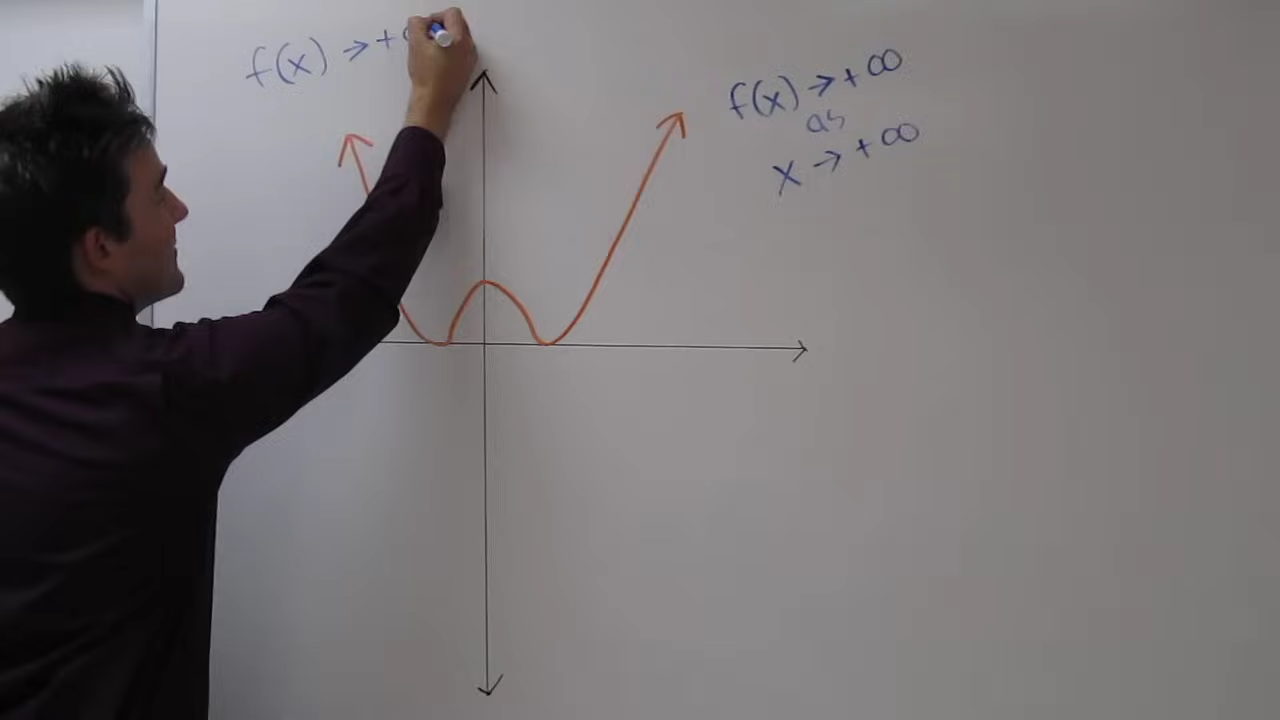 f(x) → +
f(x) → +∞
as
x → +∞